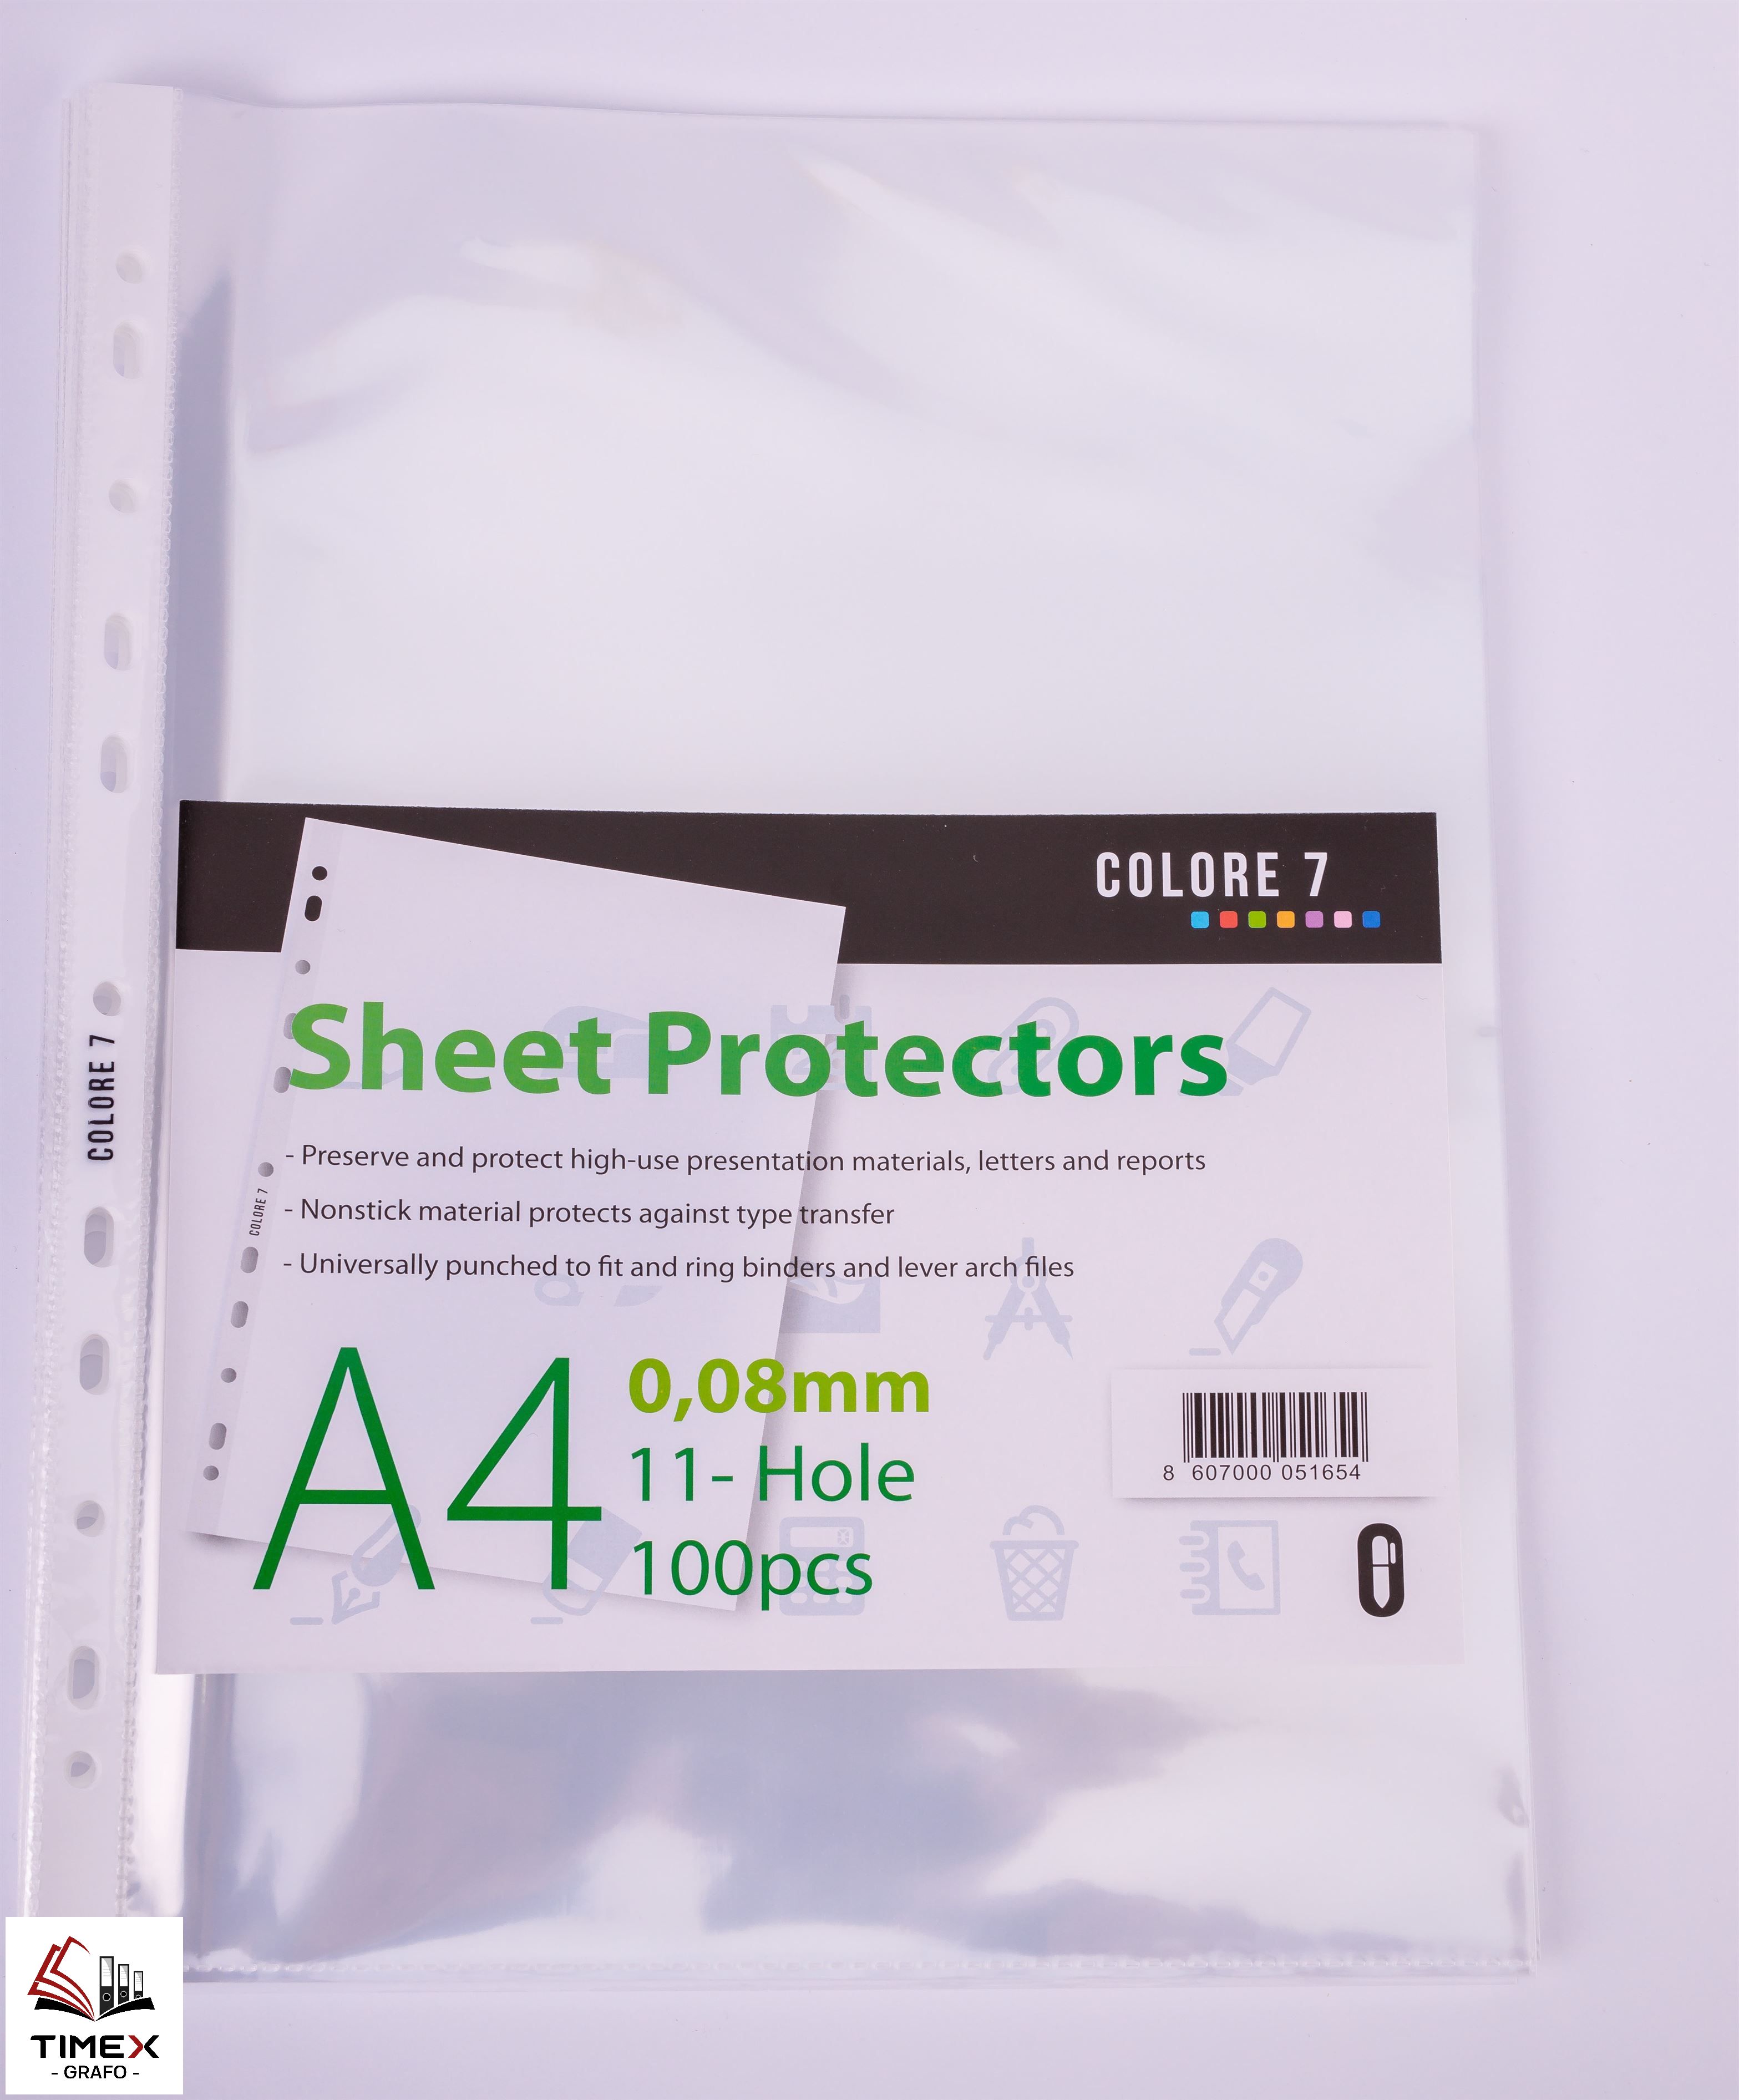 COLORE 7
Sheet Protectors
- Preserve and protect high-use presentation materials, letters and reports
- Nonstick material protects against type transfer
- Universally punched to fit and ring binders and lever arch files
COLORE 7
COLORE 7
A4
0,08mm
11- Hole
100pcs
8 607000 051654
TIMEX
- GRAFO -